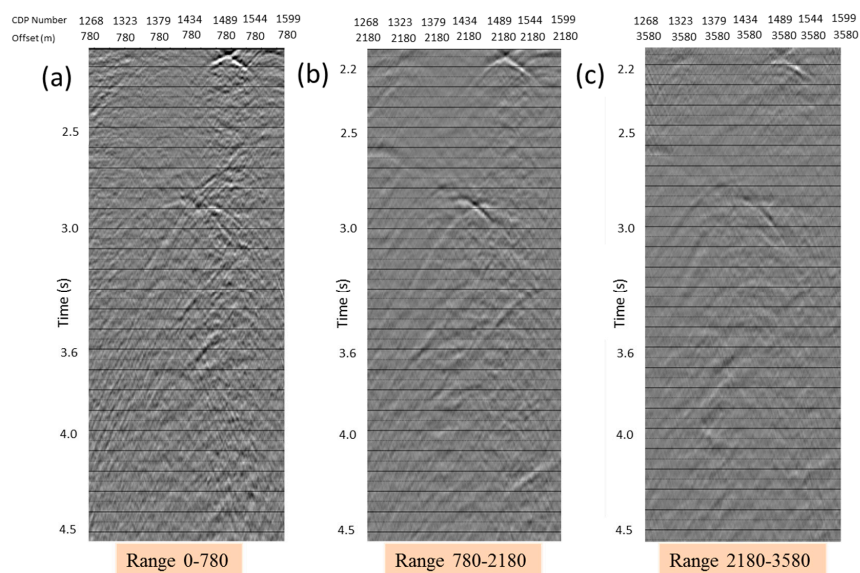 CDP Number 1268 1323 1379 1434 1489 1544 1599 1268 1323 1379 1434 1489 1544 1599 1268 1323 1379 1434 1489 1544 1599
Offset (m) 780 780 780 780 780 780 780 2180 2180 2180 2180 2180 2180 2180 3580 3580 3580 3580 3580 3580 3580
(a) (b) (c)
2.2 2.2
2.5 2.5 2.5
3.0 3.0 3.0
Time (s) Time (s) Time (s)
3.6 3.6 3.6
4.0 4.0 4.0
4.5 4.5 4.5
Range 0-780 Range 780-2180 Range 2180-3580